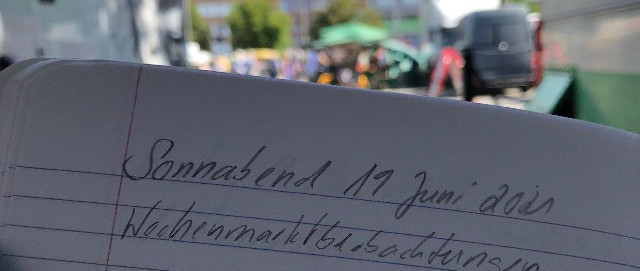 Sonnabend 19 Juni 2021
Wochenmarktbeobachtungen